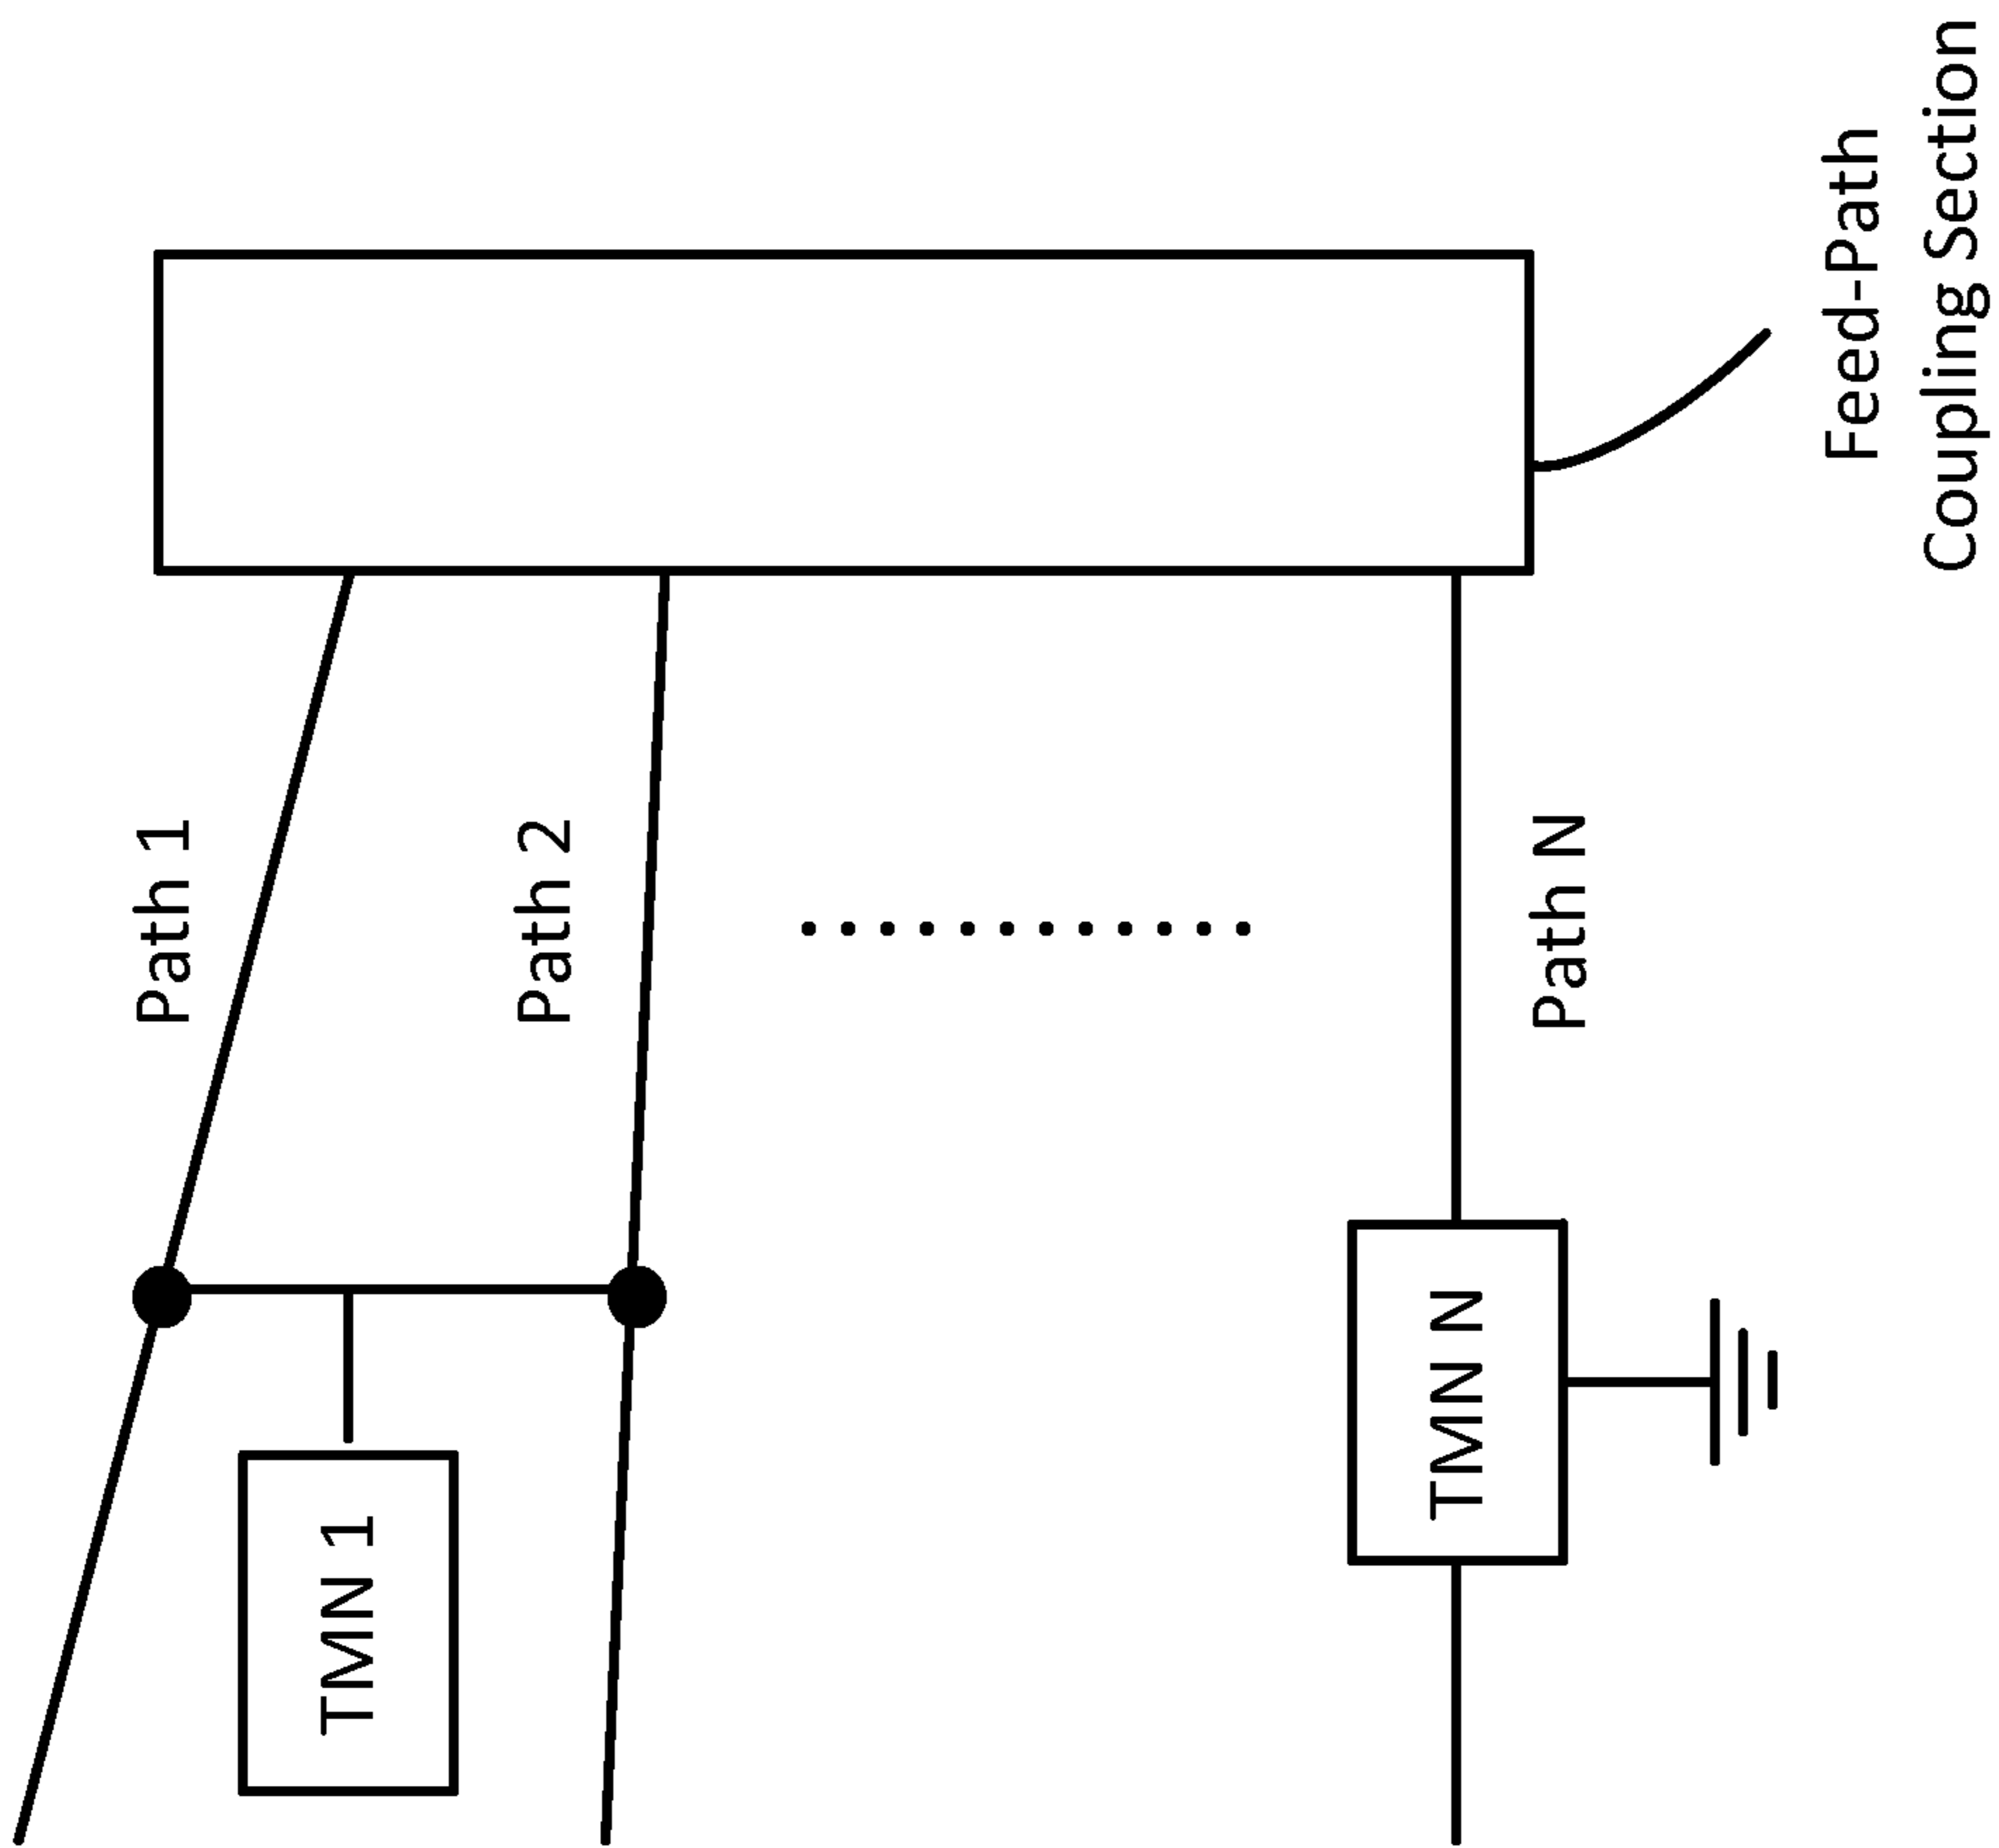 Path 1
Path 2
Path N
TMN 1
TMN N
Feed-Path
Coupling Section